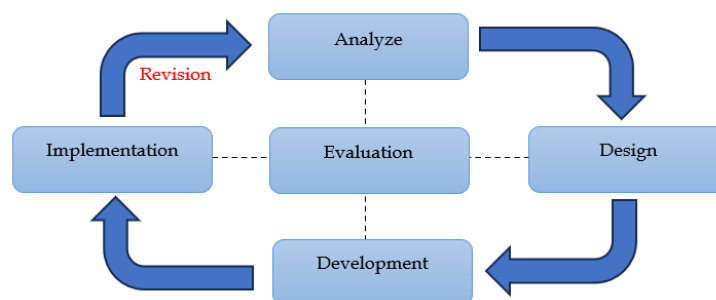 Analyze
Revision
Implementation
Evaluation
Design
Development